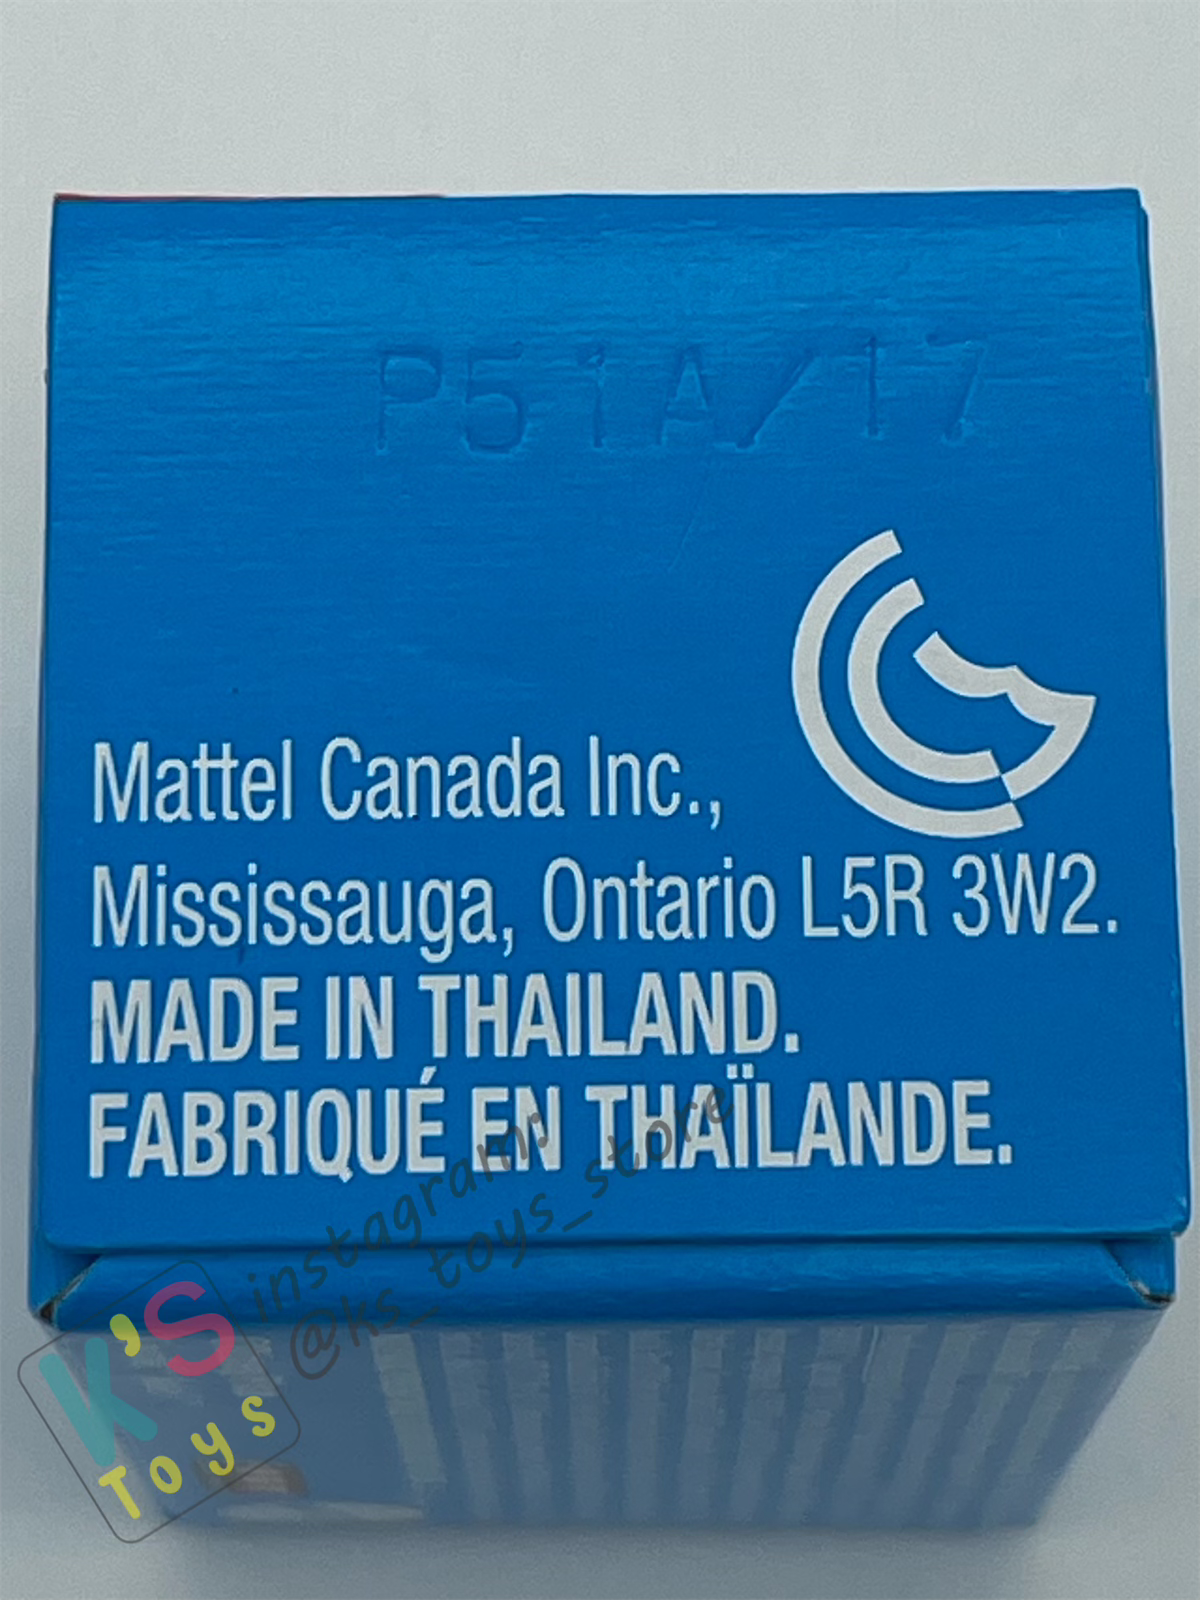 P51A/17
Mattel Canada Inc.,
Mississauga, Ontario L5R 3W2.
MADE IN THAILAND.
FABRIQUÉ EN THAÏLANDE.
K's
Toys
instagram:
@ks_toys_store